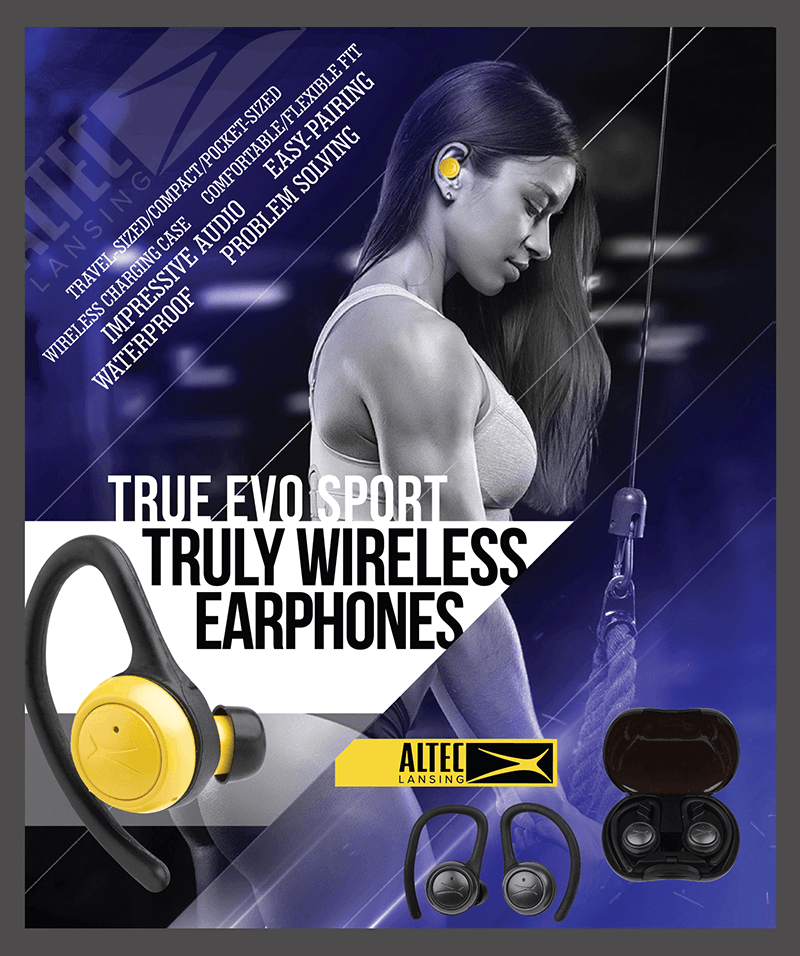 ALTEC
LANSING
TRAVEL-SIZED/COMPACT/POCKET-SIZED
WIRELESS CHARGING CASE
COMFORTABLE/FLEXIBLE FIT
IMPRESSIVE AUDIO
EASY-PAIRING
WATERPROOF
PROBLEM SOLVING
TRUE EVO SPORT
TRULY WIRELESS
EARPHONES
ALTEC
LANSING